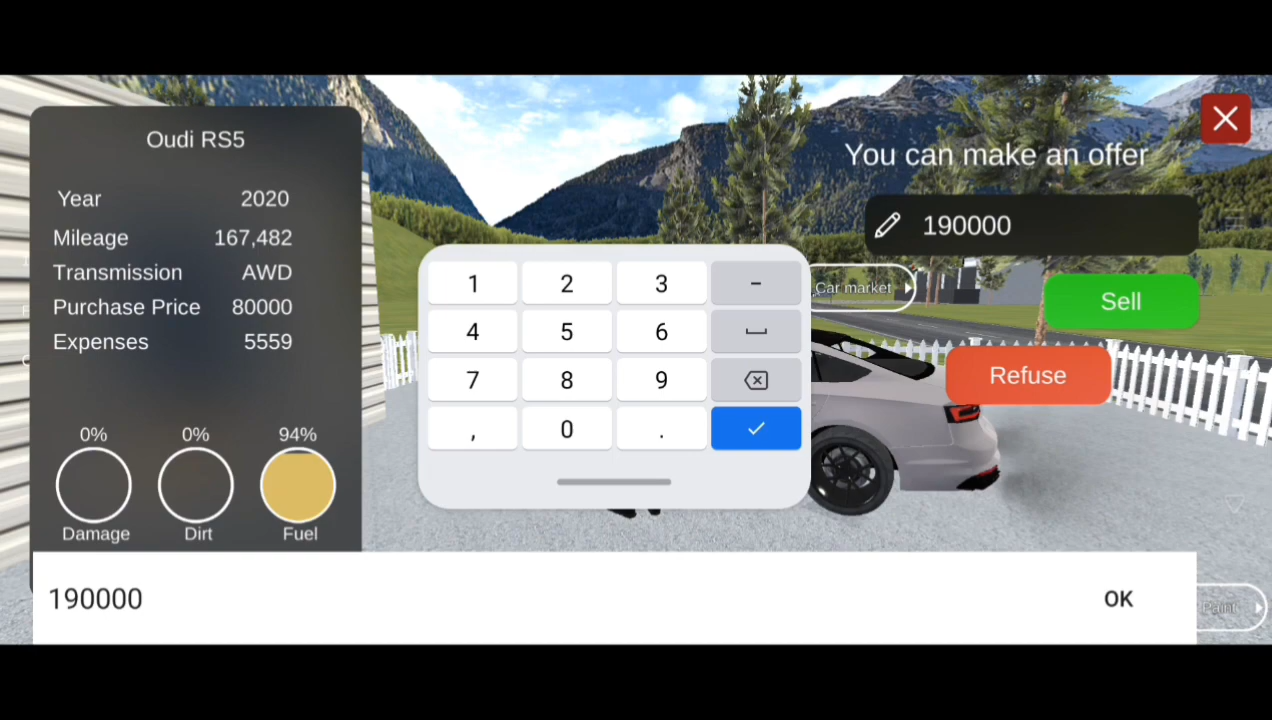 Oudi RS5
Year 2020
Mileage 167,482
Transmission AWD
Purchase Price 80000
Expenses 5559
0% 0% 94%
Damage Dirt Fuel
You can make an offer
190000
Car market
Sell
Refuse
1 2 3 -
4 5 6
7 8 9
, 0 .
190000
OK
Paint